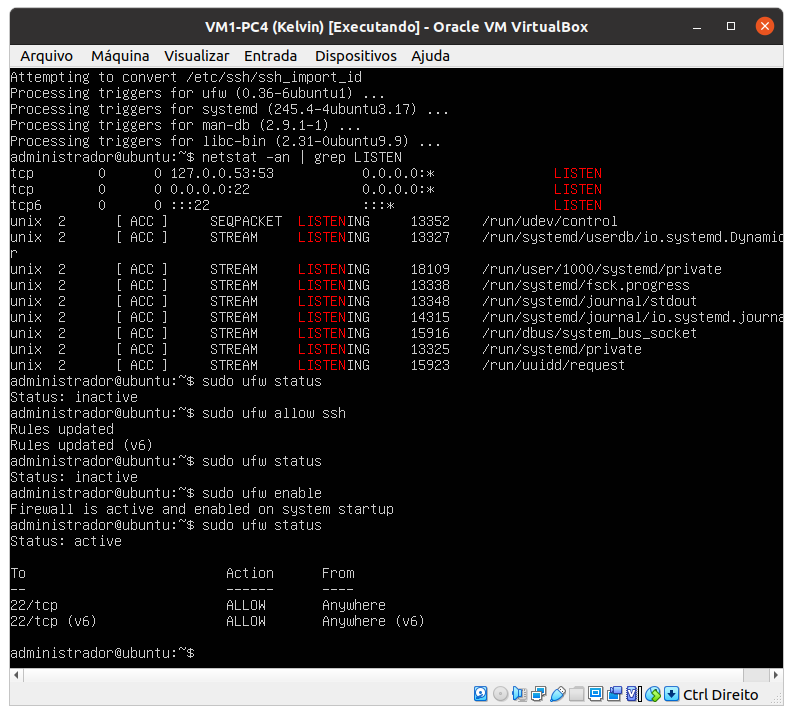 VM1-PC4 (Kelvin) [Executando] - Oracle VM VirtualBox
Arquivo Máquina Visualizar Entrada Dispositivos Ajuda
Attempting to convert /etc/ssh/ssh_import_id
Processing triggers for ufw (0.36-6ubuntu1) ...
Processing triggers for systemd (245.4-4ubuntu3.17) ...
Processing triggers for man-db (2.9.1-1) ...
Processing triggers for libc-bin (2.31-0ubuntu9.9) ...
administrador@ubuntu:~$ netstat -an | grep LISTEN
tcp 0 0 127.0.0.53:53 0.0.0.0:* LISTEN
tcp 0 0 0.0.0.0:22 0.0.0.0:* LISTEN
tcp6 0 0 :::22 :::* LISTEN
unix 2 [ ACC ] SEQPACKET LISTENING 13352 /run/udev/control
unix 2 [ ACC ] STREAM LISTENING 13327 /run/systemd/userdb/io.systemd.Dynamic
r
unix 2 [ ACC ] STREAM LISTENING 18109 /run/user/1000/systemd/private
unix 2 [ ACC ] STREAM LISTENING 13338 /run/systemd/fsck.progress
unix 2 [ ACC ] STREAM LISTENING 13348 /run/systemd/journal/stdout
unix 2 [ ACC ] STREAM LISTENING 14315 /run/systemd/journal/io.systemd.journa
unix 2 [ ACC ] STREAM LISTENING 15916 /run/dbus/system_bus_socket
unix 2 [ ACC ] STREAM LISTENING 13325 /run/systemd/private
unix 2 [ ACC ] STREAM LISTENING 15923 /run/uuidd/request
administrador@ubuntu:~$ sudo ufw status
Status: inactive
administrador@ubuntu:~$ sudo ufw allow ssh
Rules updated
Rules updated (v6)
administrador@ubuntu:~$ sudo ufw status
Status: inactive
administrador@ubuntu:~$ sudo ufw enable
Firewall is active and enabled on system startup
administrador@ubuntu:~$ sudo ufw status
Status: active
To Action From
-- ------ ----
22/tcp ALLOW Anywhere
22/tcp (v6) ALLOW Anywhere (v6)
administrador@ubuntu:~$
Ctrl Direito